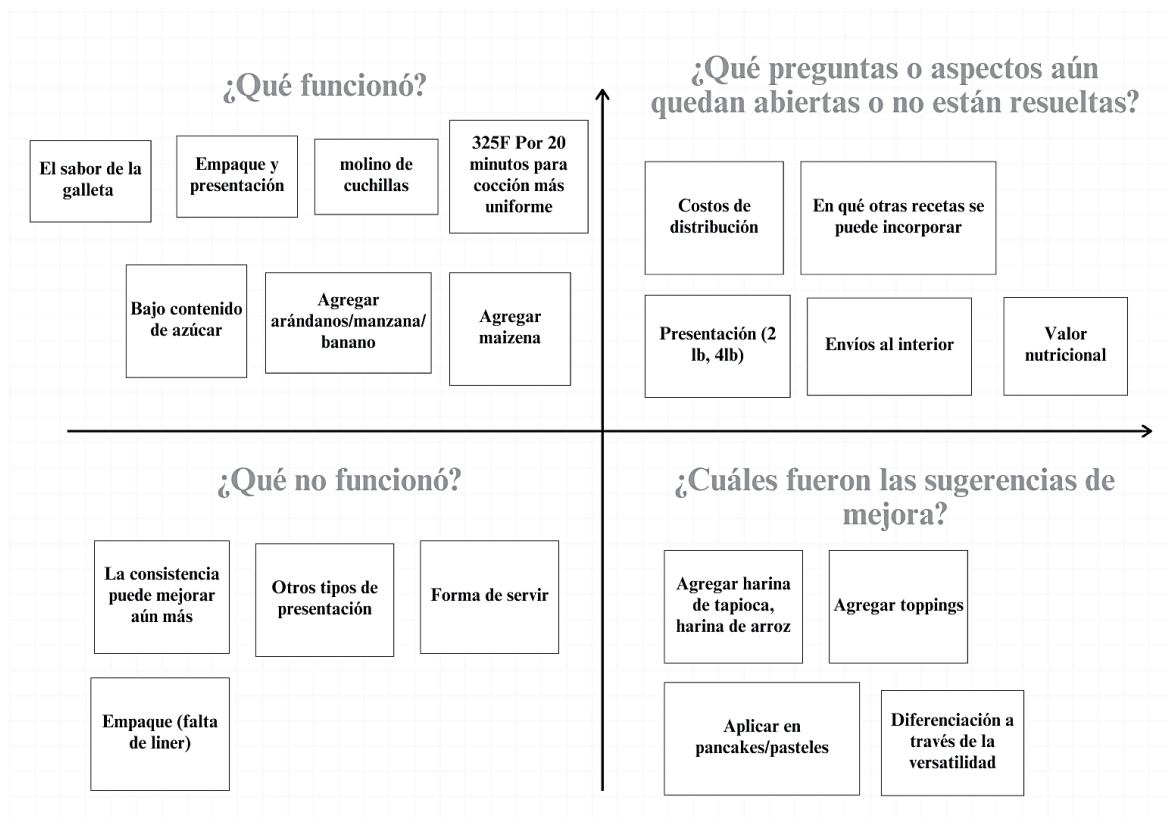 ¿Qué funcionó?
El sabor de la
galleta
Empaque y
presentación
molino de
cuchillas
325F Por 20
minutos para
cocción más
uniforme
Bajo contenido
de azúcar
Agregar
arándanos/manzana/
banano
Agregar
maizena
¿Qué preguntas o aspectos aún
quedan abiertas o no están resueltas?
Costos de
distribución
En qué otras recetas se
puede incorporar
Presentación (2
lb, 4lb)
Envíos al interior
Valor
nutricional
¿Qué no funcionó?
La consistencia
puede mejorar
aún más
Otros tipos de
presentación
Forma de servir
Empaque (falta
de liner)
¿Cuáles fueron las sugerencias de
mejora?
Agregar harina
de tapioca,
harina de arroz
Agregar toppings
Aplicar en
pancakes/pasteles
Diferenciación a
través de la
versatilidad